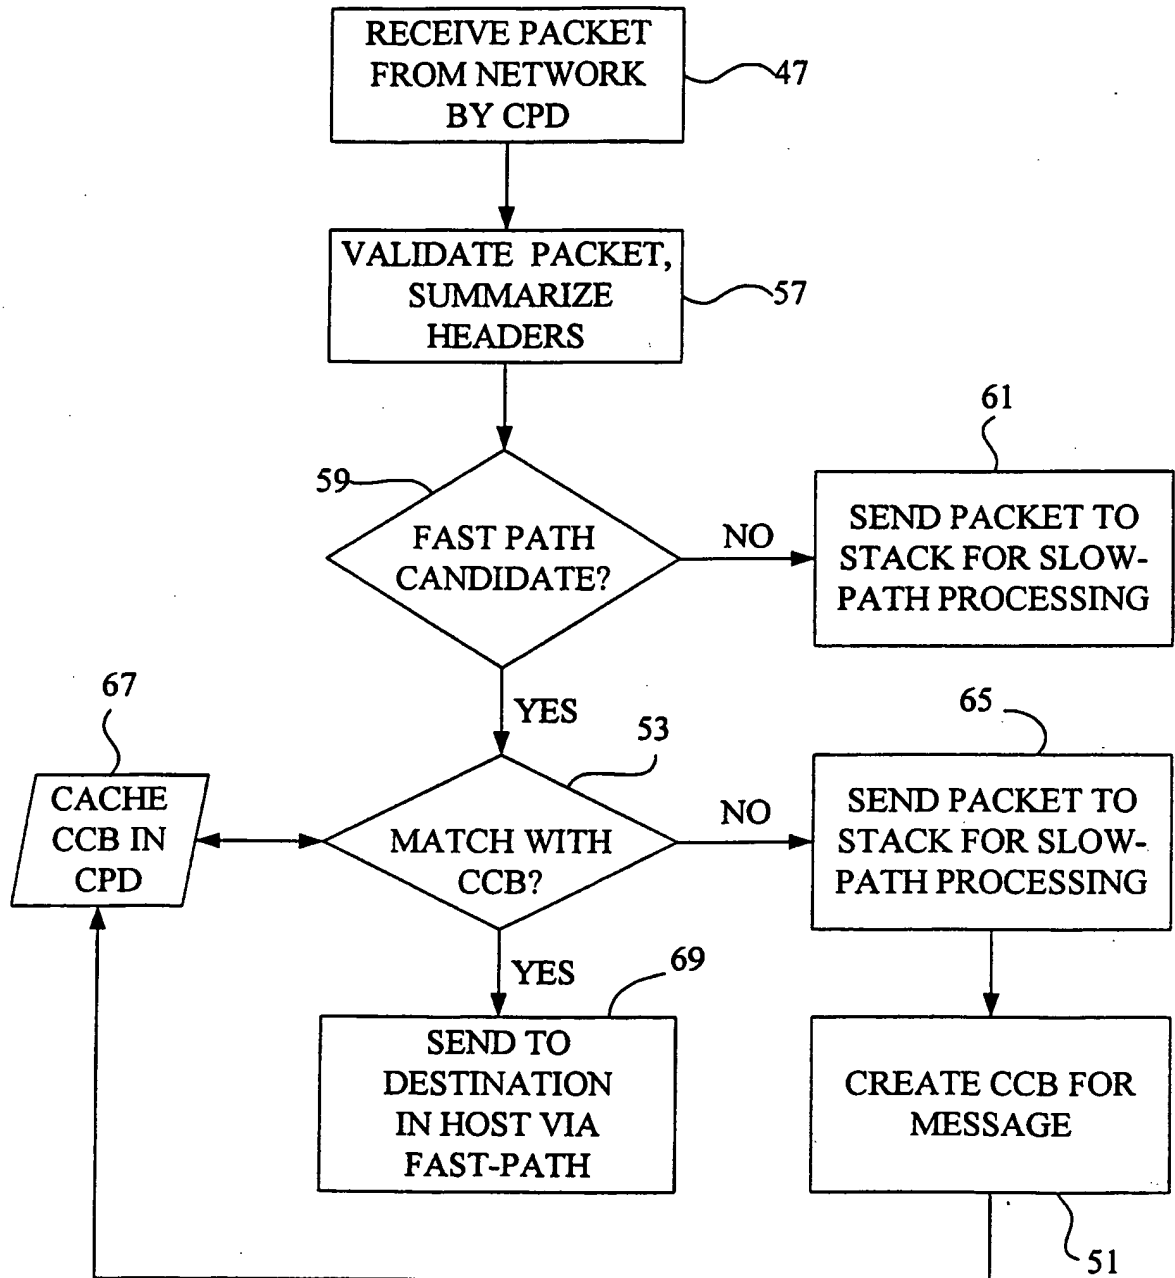 RECEIVE PACKET
FROM NETWORK
BY CPD
47
VALIDATE PACKET,
SUMMARIZE
HEADERS
57
59
FAST PATH
CANDIDATE?
NO
61
SEND PACKET TO
STACK FOR SLOW-
PATH PROCESSING
YES
67
CACHE
CCB IN
CPD
53
MATCH WITH
CCB?
NO
65
SEND PACKET TO
STACK FOR SLOW-
PATH PROCESSING
YES
69
SEND TO
DESTINATION
IN HOST VIA
FAST-PATH
CREATE CCB FOR
MESSAGE
51